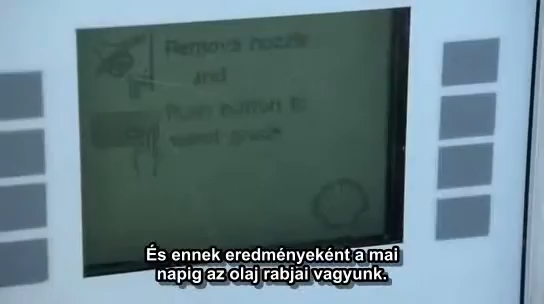 Remove nozzle
and
Push button to
select grade
És ennek eredményeként a mai
napig az olaj rabjai vagyunk.